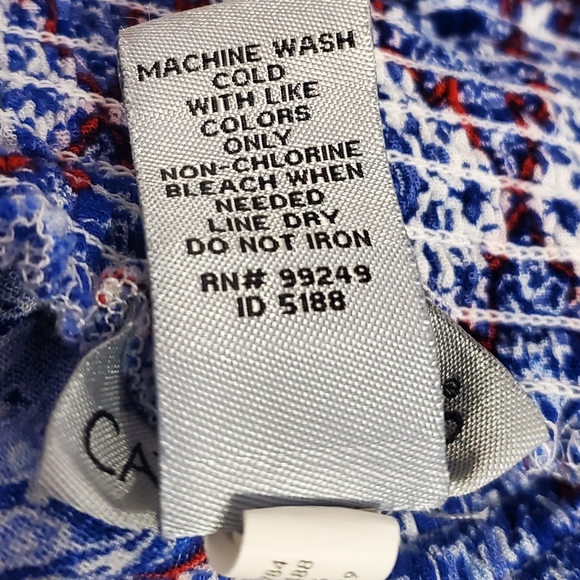 MACHINE WASH
COLD
WITH LIKE
COLORS
ONLY
NON-CHLORINE
BLEACH WHEN
NEEDED
LINE DRY
DO NOT IRON
RN# 99249
ID 5188